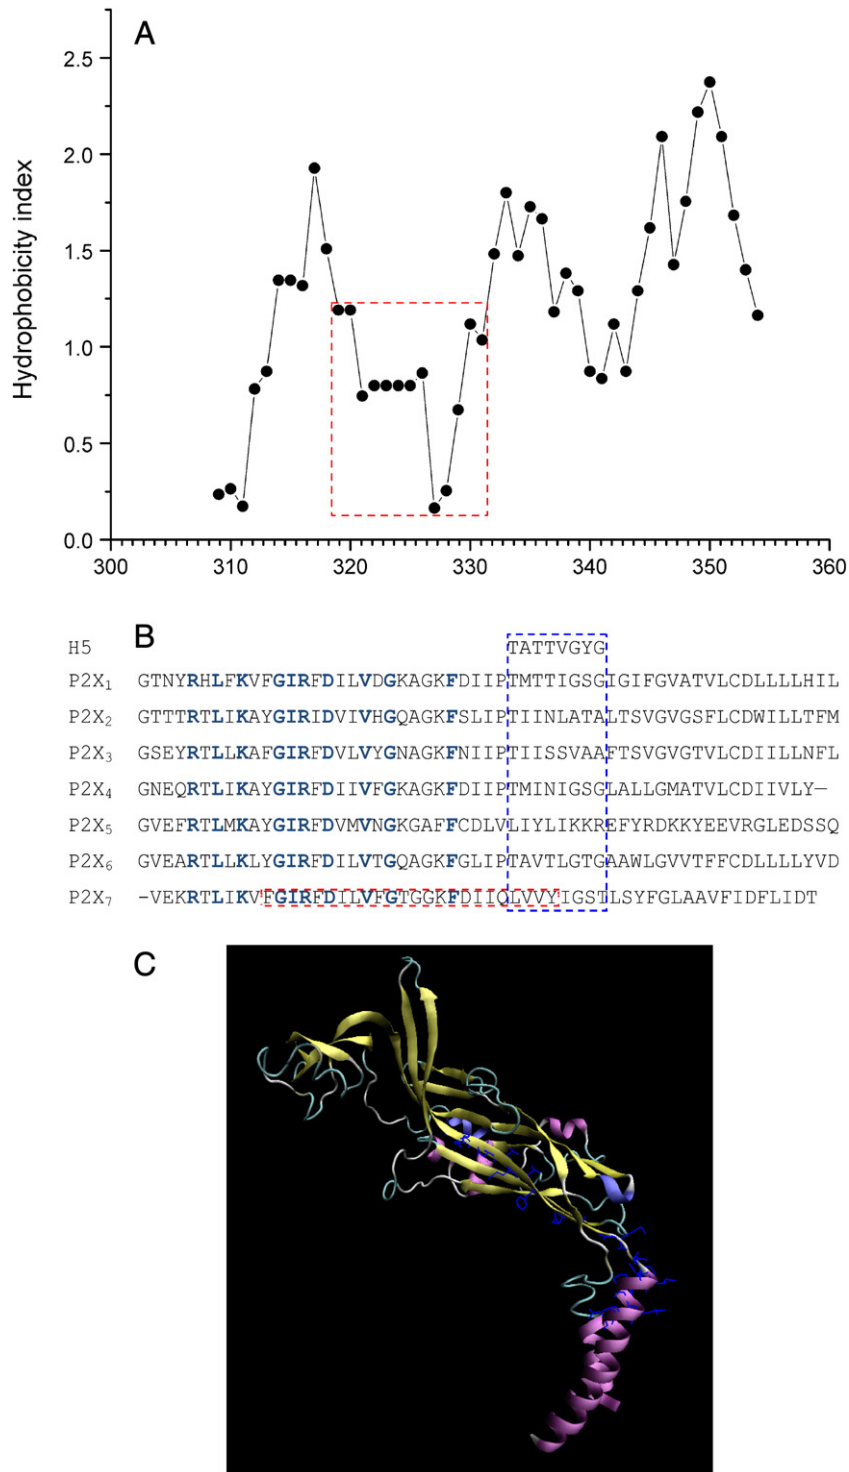 A
2.5
2.0
1.5
1.0
0.5
0.0
Hydrophobicity index
300 310 320 330 340 350 360
B
H5 TATTVGYG
P2X₁ GTNYRHLFKVFGIRFDILVDGKAGKFDIIPTMTTIGSGIGIFGVATVLCDLLLLHIL
P2X₂ GTTTRTLIKAYGIRIDVIVHGQAGKFSLIPTIINLATALTSVGVGSFLCDWILLTFM
P2X₃ GSEYRTLLKAFGIRFDVLVYGNAGKFNIIPTIISSVAAFTSVGVGTVLCDIILLNFL
P2X₄ GNEQRTLIKAYGIRFDIIVFGKAGKFDIIPTMINIGSGLALLGMATVLCDIIVLY–
P2X₅ GVEFRTLMKAYGIRFDVMVNGKGAFFCDLVLIYLIKKREFYRDKKYEEVRGLEDSSQ
P2X₆ GVEARTLLKLYGIRFDILVTGQAGKFGLIPTAVTLGTGAAWLGVVTFFCDLLLLYVD
P2X₇ -VEKRTLIKVFGIRFDILVFGTGGKFDIIQLVVYIGSTLSYFGLAAVFIDFLIDT
C